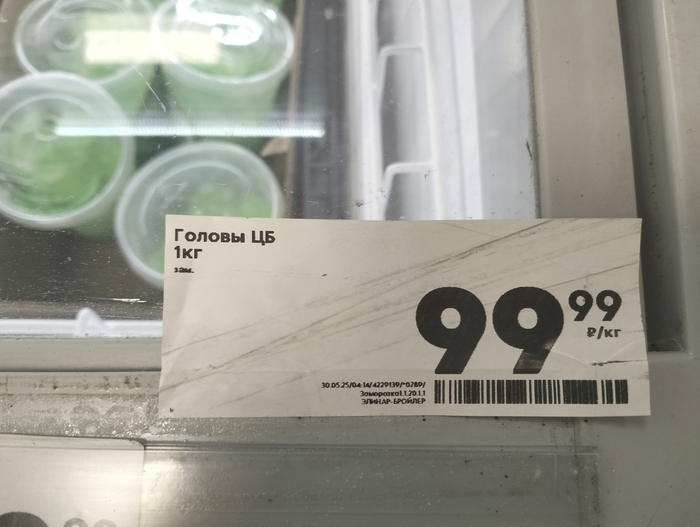 Головы ЦБ
1кг
зам.
99 99
₽/кг
30.05.25/04:14/4229139/*0789/
Заморозка1.1.20.1.1
ЭЛИНАР-БРОЙЛЕР